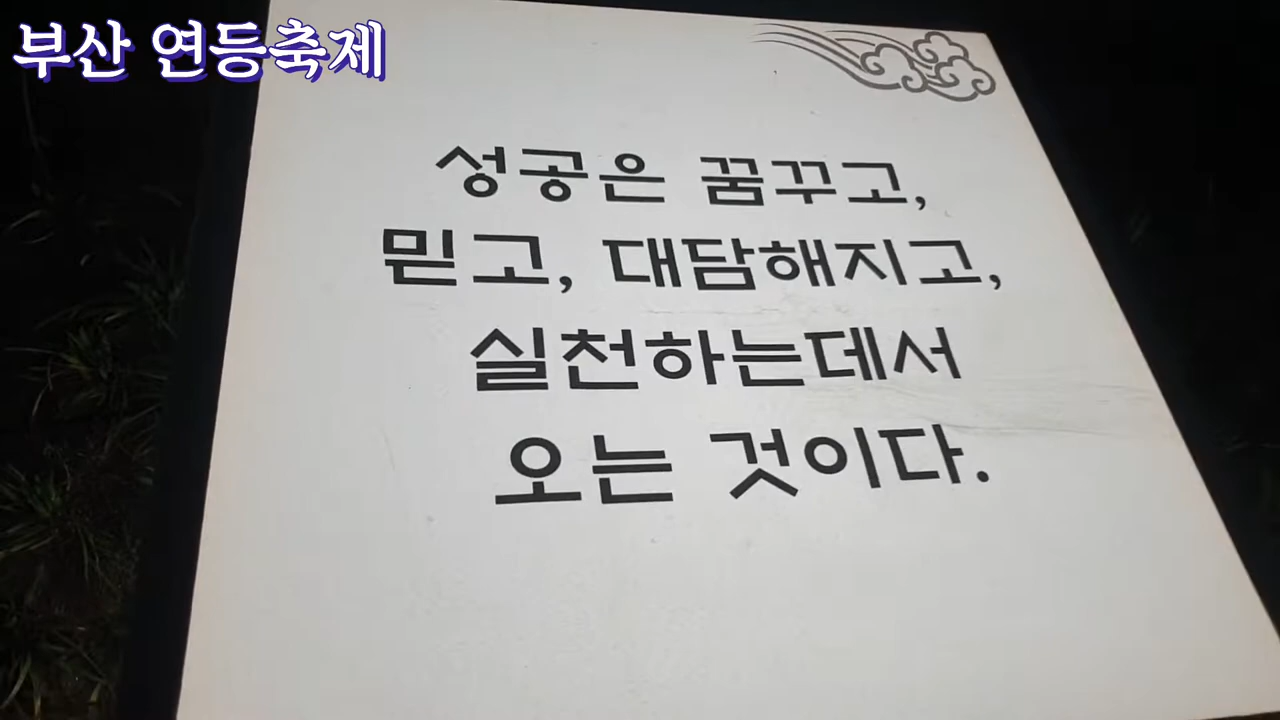 부산 연등축제
성공은 꿈꾸고,
믿고, 대담해지고,
실천하는데서
오는 것이다.